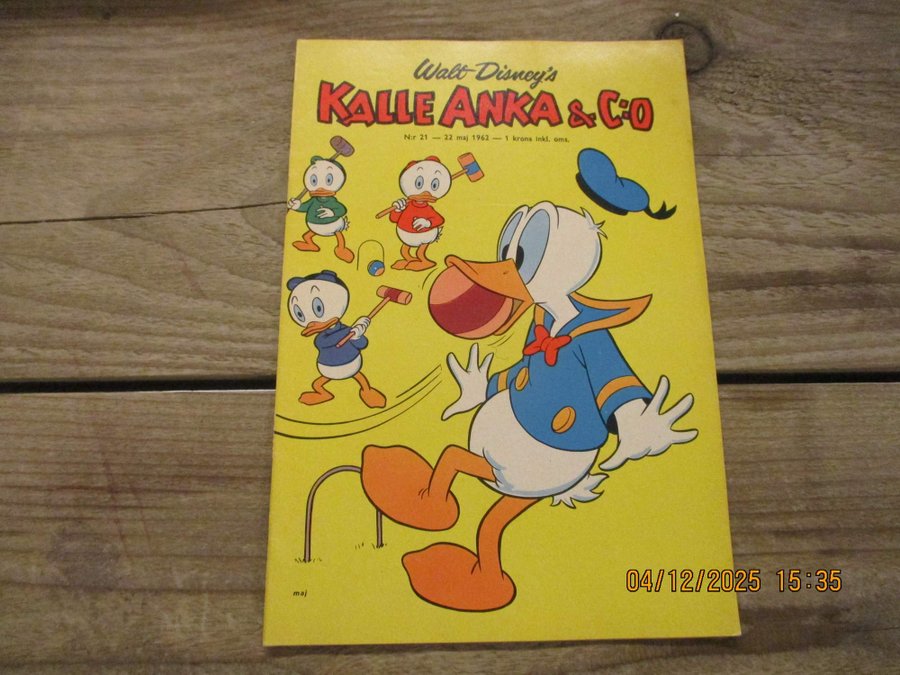 Walt Disney's
KALLE ANKA & C:O
N:r 21 — 22 maj 1962 — 1 krona inkl. oms.
maj
04/12/2025 15:35